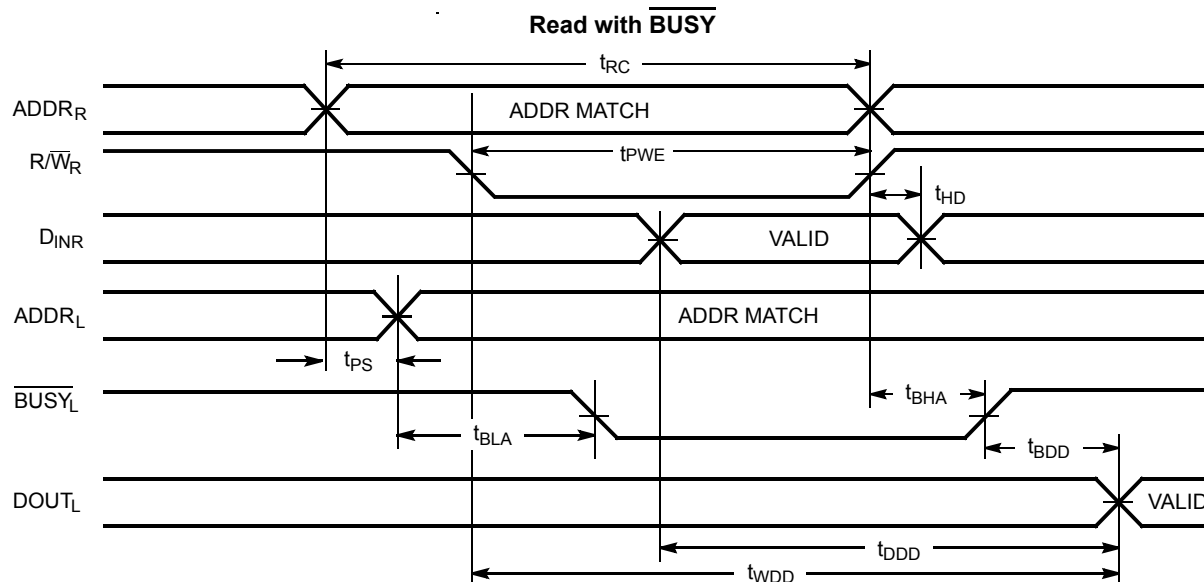 Read with BUSY
tRC
ADDRR
ADDR MATCH
R/WR
tPWE
tHD
DINR
VALID
ADDRL
ADDR MATCH
tPS
BUSYL
tBHA
tBLA
tBDD
DOUTL
VALID
tDDD
tWDD